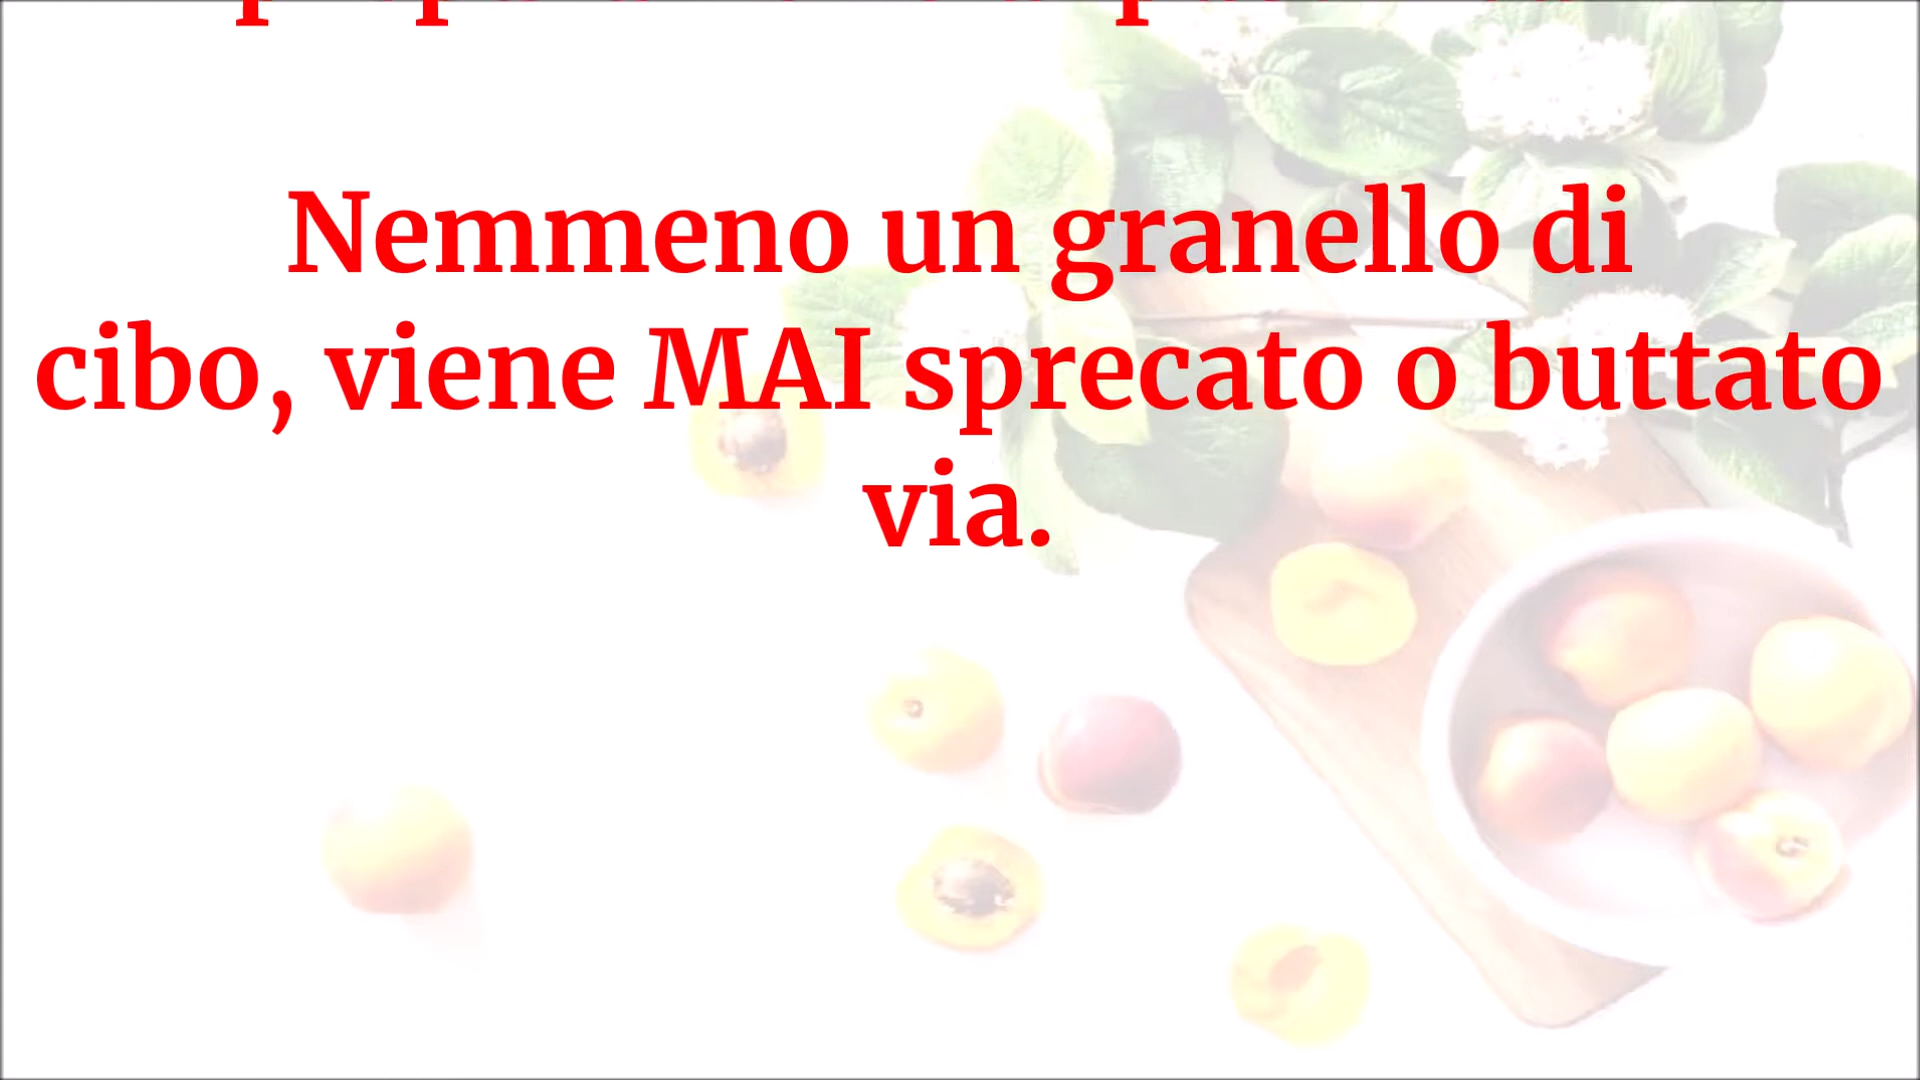 Nemmeno un granello di
cibo, viene MAI sprecato o buttato
via.